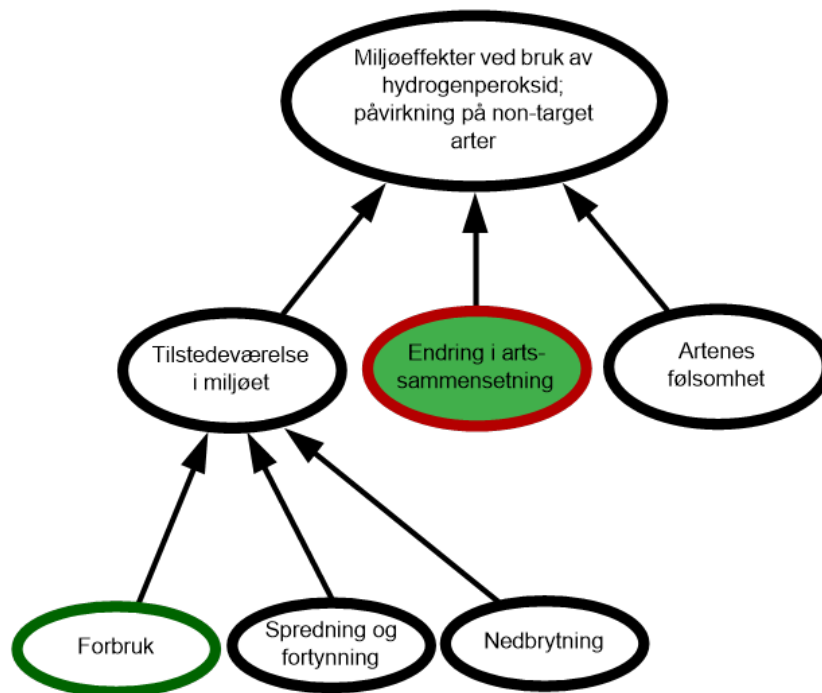 Miljøeffekter ved bruk av
hydrogenperoksid;
påvirkning på non-target
arter
Tilstedeværelse
i miljøet
Endring i arts-
sammensetning
Artenes
følsomhet
Forbruk
Spredning og
fortynning
Nedbrytning